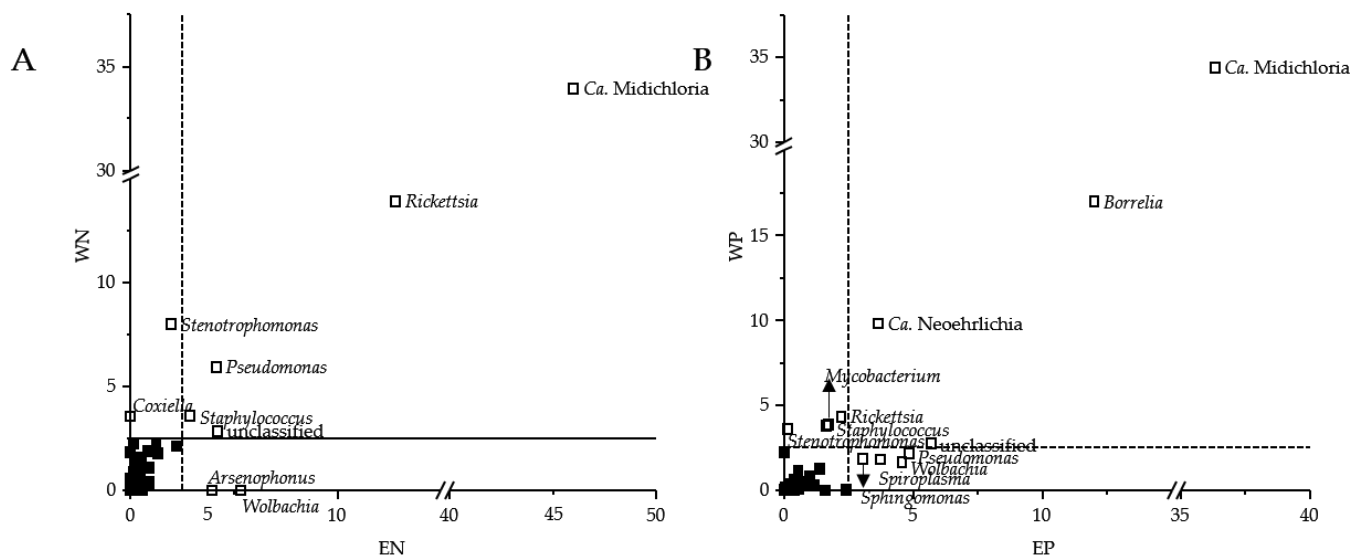 A
35
Ca. Midichloria
30
Rickettsia
WN
10
Stenotrophomonas
Pseudomonas
5
Coxiella
Staphylococcus
unclassified
Arsenophonus
0
Wolbachia
0
5
10
40
45
50
EN
B
35
Ca. Midichloria
30
Borrelia
15
WP
10
Ca. Neoehrlichia
Mycobacterium
5
Rickettsia
Staphylococcus
Stenotrophomonas
unclassified
Pseudomonas
Wolbachia
Spiroplasma
0
Sphingomonas
0
5
10
35
40
EP